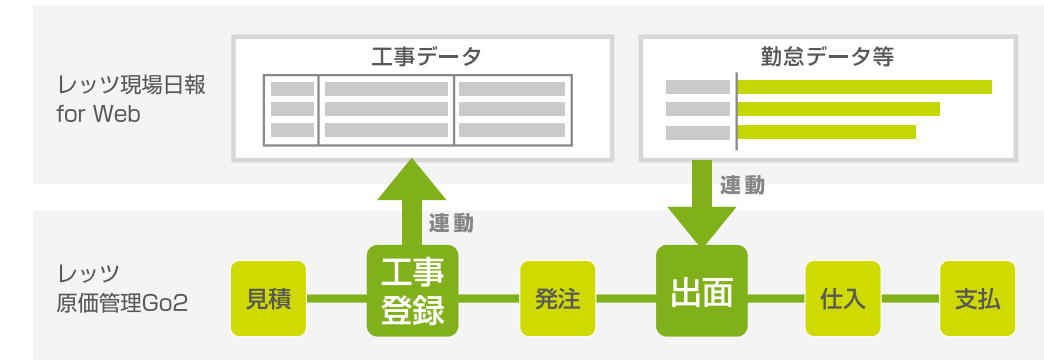 レッツ現場日報
for Web
工事データ
勤怠データ等
連動
連動
レッツ
原価管理Go2
見積
工事
登録
発注
出面
仕入
支払